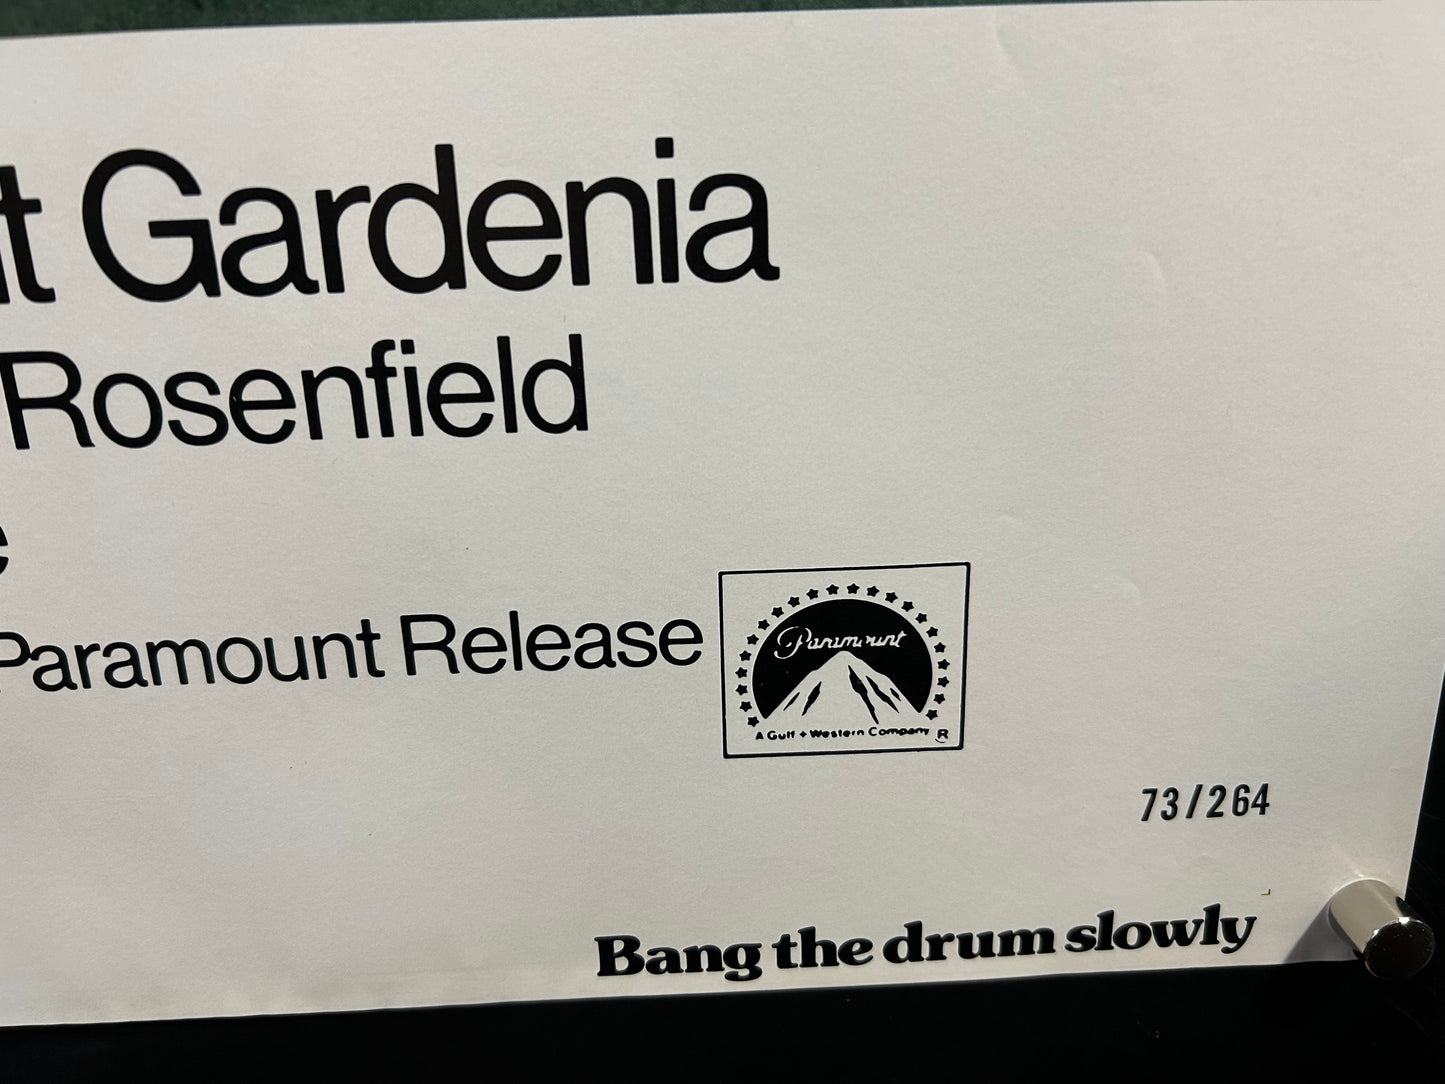 t Gardenia
Rosenfield
e
Paramount Release
Paramount
A Gulf + Western Company R
73/264
Bang the drum slowly